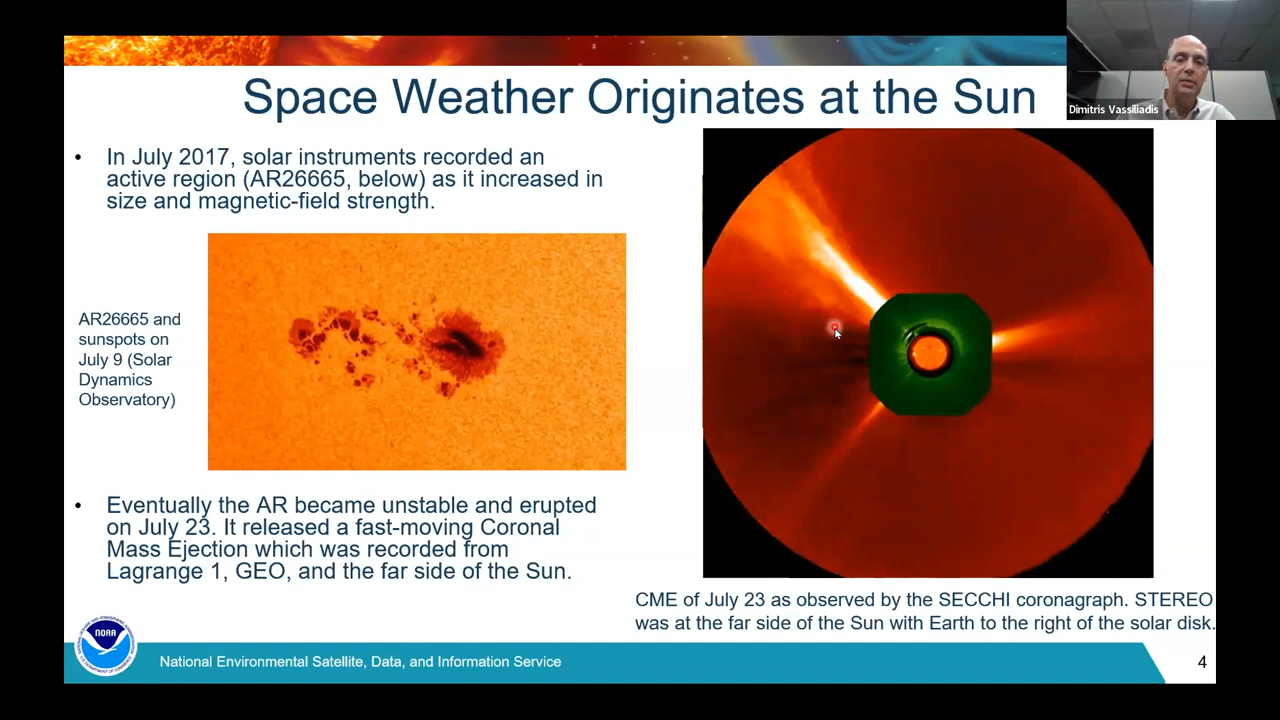 Space Weather Originates at the Sun
Dimitris Vassiliadis
• In July 2017, solar instruments recorded an
active region (AR26665, below) as it increased in
size and magnetic-field strength.
AR26665 and
sunspots on
July 9 (Solar
Dynamics
Observatory)
• Eventually the AR became unstable and erupted
on July 23. It released a fast-moving Coronal
Mass Ejection which was recorded from
Lagrange 1, GEO, and the far side of the Sun.
CME of July 23 as observed by the SECCHI coronagraph. STEREO
was at the far side of the Sun with Earth to the right of the solar disk.
NOAA
National Environmental Satellite, Data, and Information Service
4